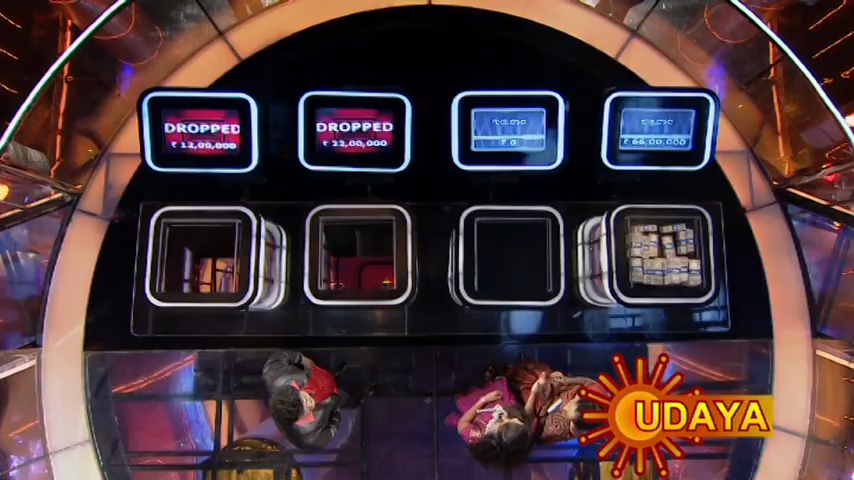 DROPPED
₹ 12,00,000
DROPPED
₹ 22,00,000
₹ 0
₹ 66,00,000
UDAYA